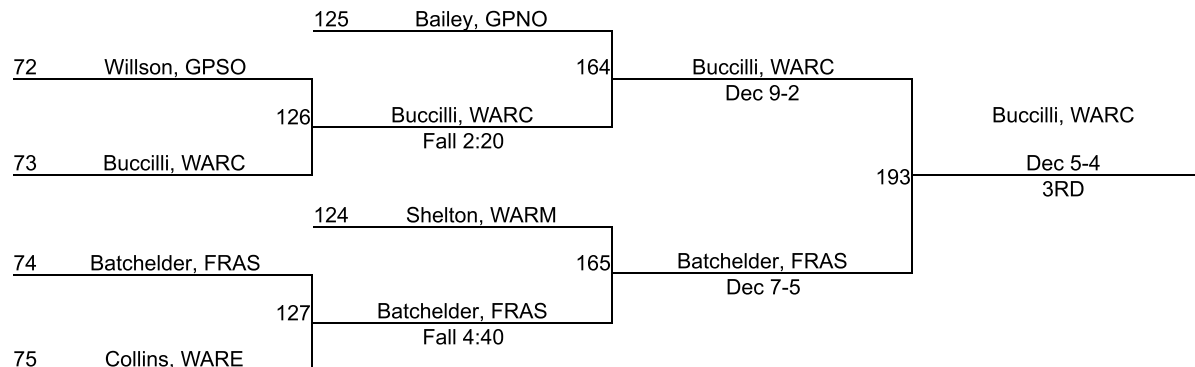 125 Bailey, GPNO
72 Willson, GPSO
164 Buccilli, WARC
Dec 9-2
126 Buccilli, WARC
Fall 2:20
Buccilli, WARC
73 Buccilli, WARC
Dec 5-4
193
3RD
124 Shelton, WARM
74 Batchelder, FRAS
165 Batchelder, FRAS
Dec 7-5
127 Batchelder, FRAS
Fall 4:40
75 Collins, WARE